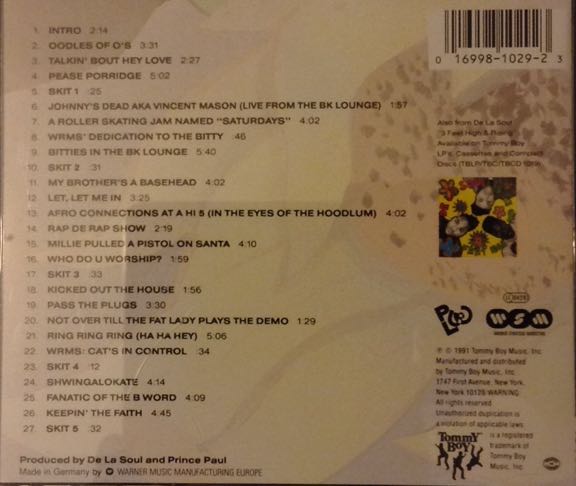 1. INTRO 2:14
2. OODLES OF O'S 3:31
3. TALKIN' BOUT HEY LOVE 2:27
4. PEASE PORRIDGE 5:02
5. SKIT 1 :25
6. JOHNNY'S DEAD AKA VINCENT MASON (LIVE FROM THE BK LOUNGE) 1:57
7. A ROLLER SKATING JAM NAMED "SATURDAYS" 4:02
8. WRMS' DEDICATION TO THE BITTY :46
9. BITTIES IN THE BK LOUNGE 5:40
10. SKIT 2 :31
11. MY BROTHER'S A BASEHEAD 4:02
12. LET, LET ME IN 3:25
13. AFRO CONNECTIONS AT A HI 5 (IN THE EYES OF THE HOODLUM) 4:02
14. RAP DE RAP SHOW 2:19
15. MILLIE PULLED A PISTOL ON SANTA 4:10
16. WHO DO U WORSHIP? 1:59
17. SKIT 3 :33
18. KICKED OUT THE HOUSE 1:56
19. PASS THE PLUGS 3:30
20. NOT OVER TILL THE FAT LADY PLAYS THE DEMO 1:29
21. RING RING RING (HA HA HEY) 5:06
22. WRMS: CAT'S IN CONTROL :34
23. SKIT 4 :12
24. SHWINGALOKATE 4:14
25. FANATIC OF THE B WORD 4:09
26. KEEPIN' THE FAITH 4:45
27. SKIT 5 :32
Produced by De La Soul and Prince Paul
Made in Germany by WARNER MUSIC MANUFACTURING EUROPE
0 16998-1029-2 3
Also from De La Soul
3 Feet High & Rising
Available on Tommy Boy
LP's, Cassettes and Compact
Discs (TBLP/TBC/TBCD 1019)
WSM
℗ © 1991 Tommy Boy Music, Inc.
Manufactured and distributed
by Tommy Boy Music, Inc.
1747 First Avenue, New York,
New York 10128 WARNING:
All rights reserved.
Unauthorized duplication is
a violation of applicable laws.
Tommy BOY
is a registered
trademark of
Tommy Boy
Music, Inc.